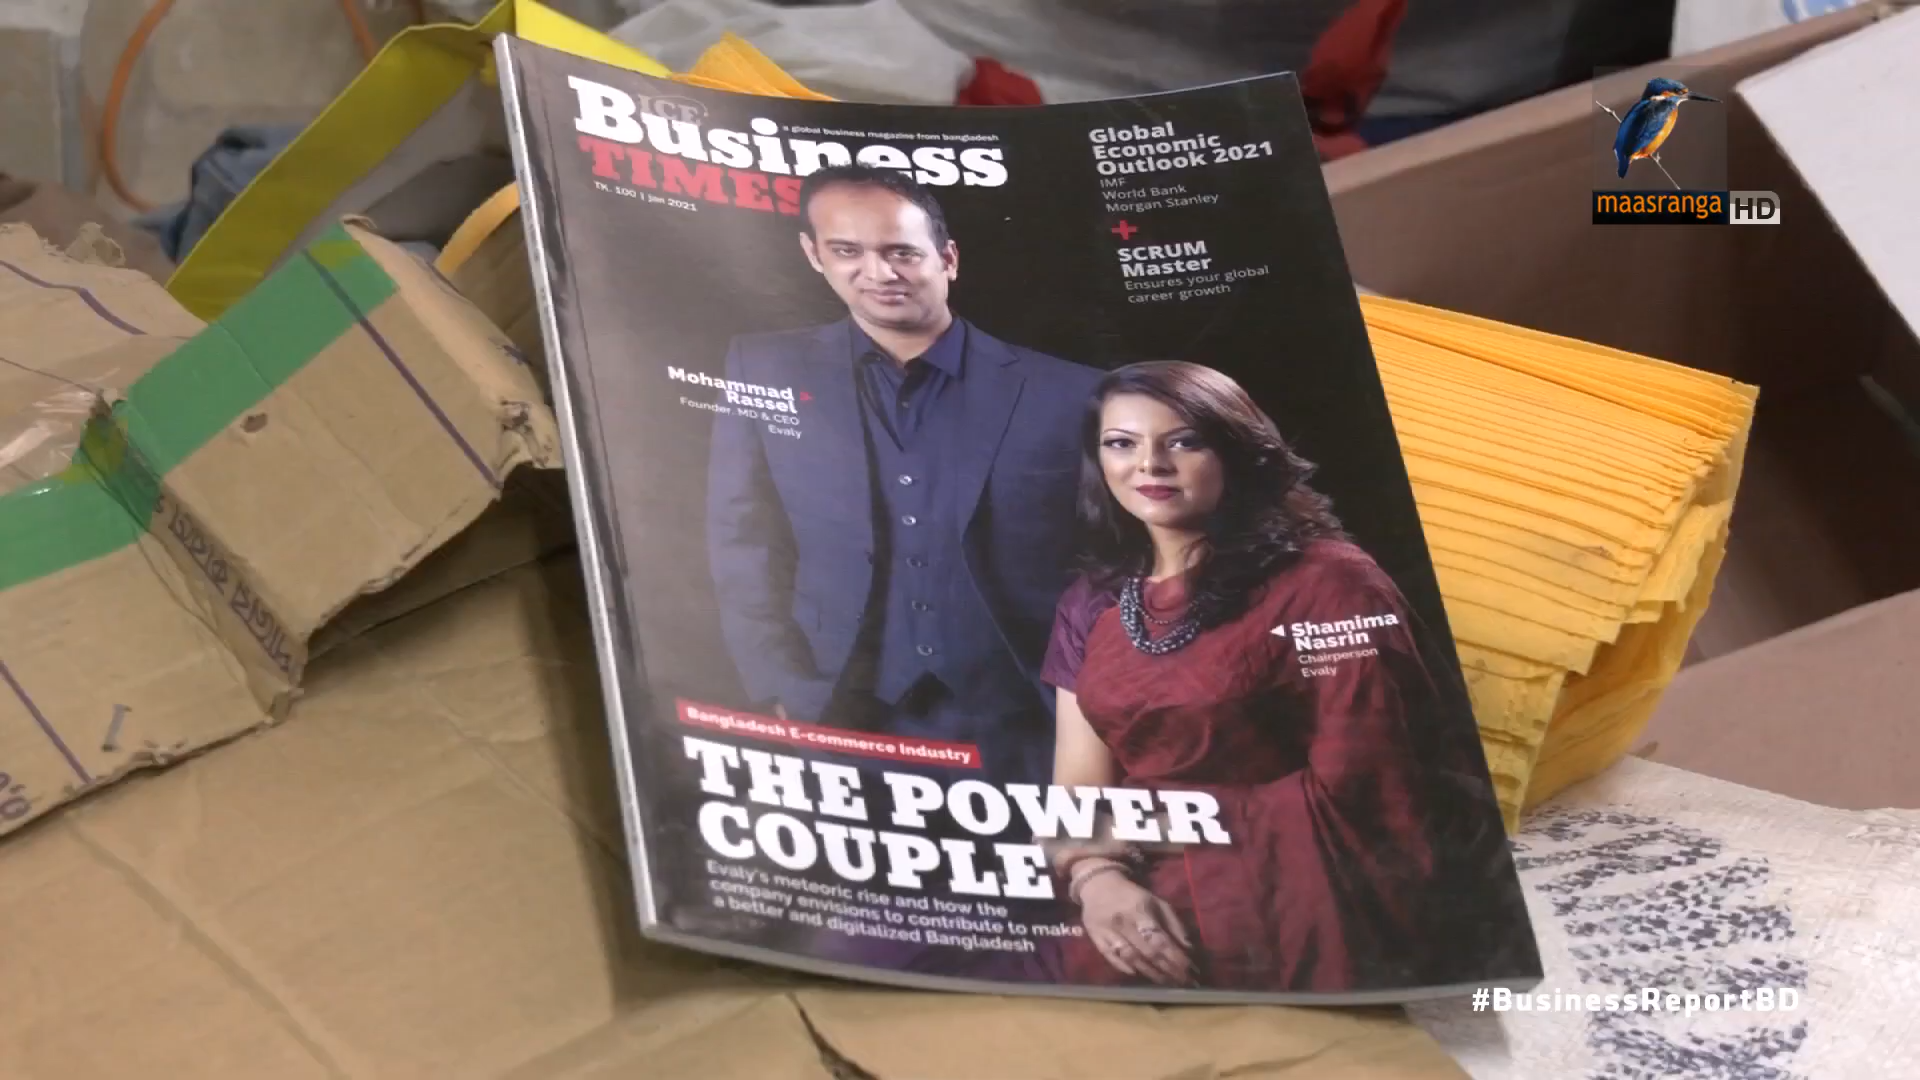 ICE
Business
TIMES
a global business magazine from bangladesh
TK. 100 | Jan 2021
Global
Economic
Outlook 2021
IMF
World Bank
Morgan Stanley
+
SCRUM
Master
Ensures your global
career growth
maasranga HD
Mohammad
Rassel
Founder, MD & CEO
Evaly
Shamima
Nasrin
Chairperson
Evaly
Bangladesh E-commerce Industry
THE POWER
COUPLE
Evaly's meteoric rise and how the
company envisions to contribute to make
a better and digitalized Bangladesh
#BusinessReportBD